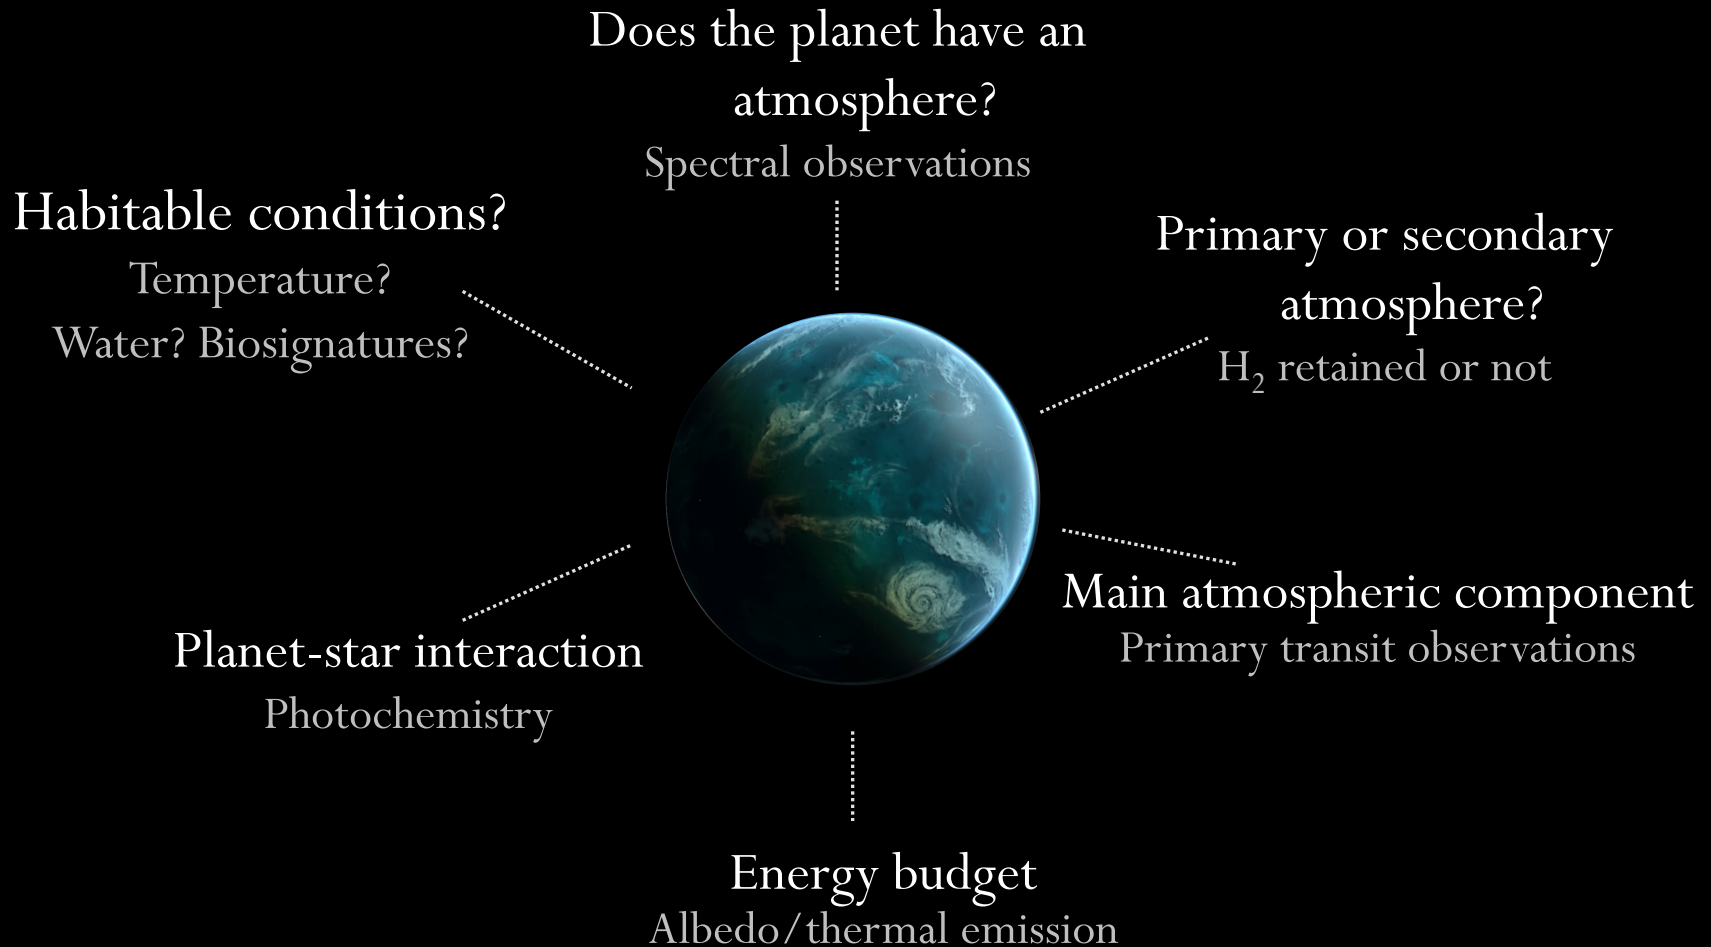 Does the planet have an
atmosphere?
Spectral observations
Habitable conditions?
Temperature?
Water? Biosignatures?
Primary or secondary
atmosphere?
H₂ retained or not
Main atmospheric component
Primary transit observations
Planet-star interaction
Photochemistry
Energy budget
Albedo/thermal emission